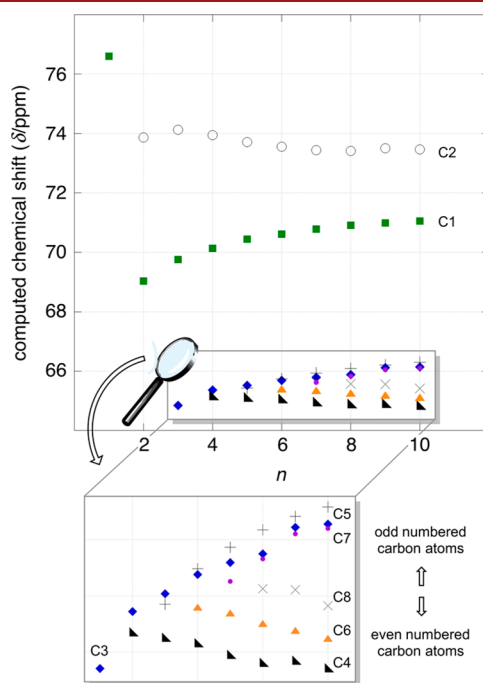 computed chemical shift (δ/ppm)
76
74
72
70
68
66
C2
C1
2
4
6
8
10
n
C5
C7
C3
C8
C6
C4
odd numbered
carbon atoms
even numbered
carbon atoms